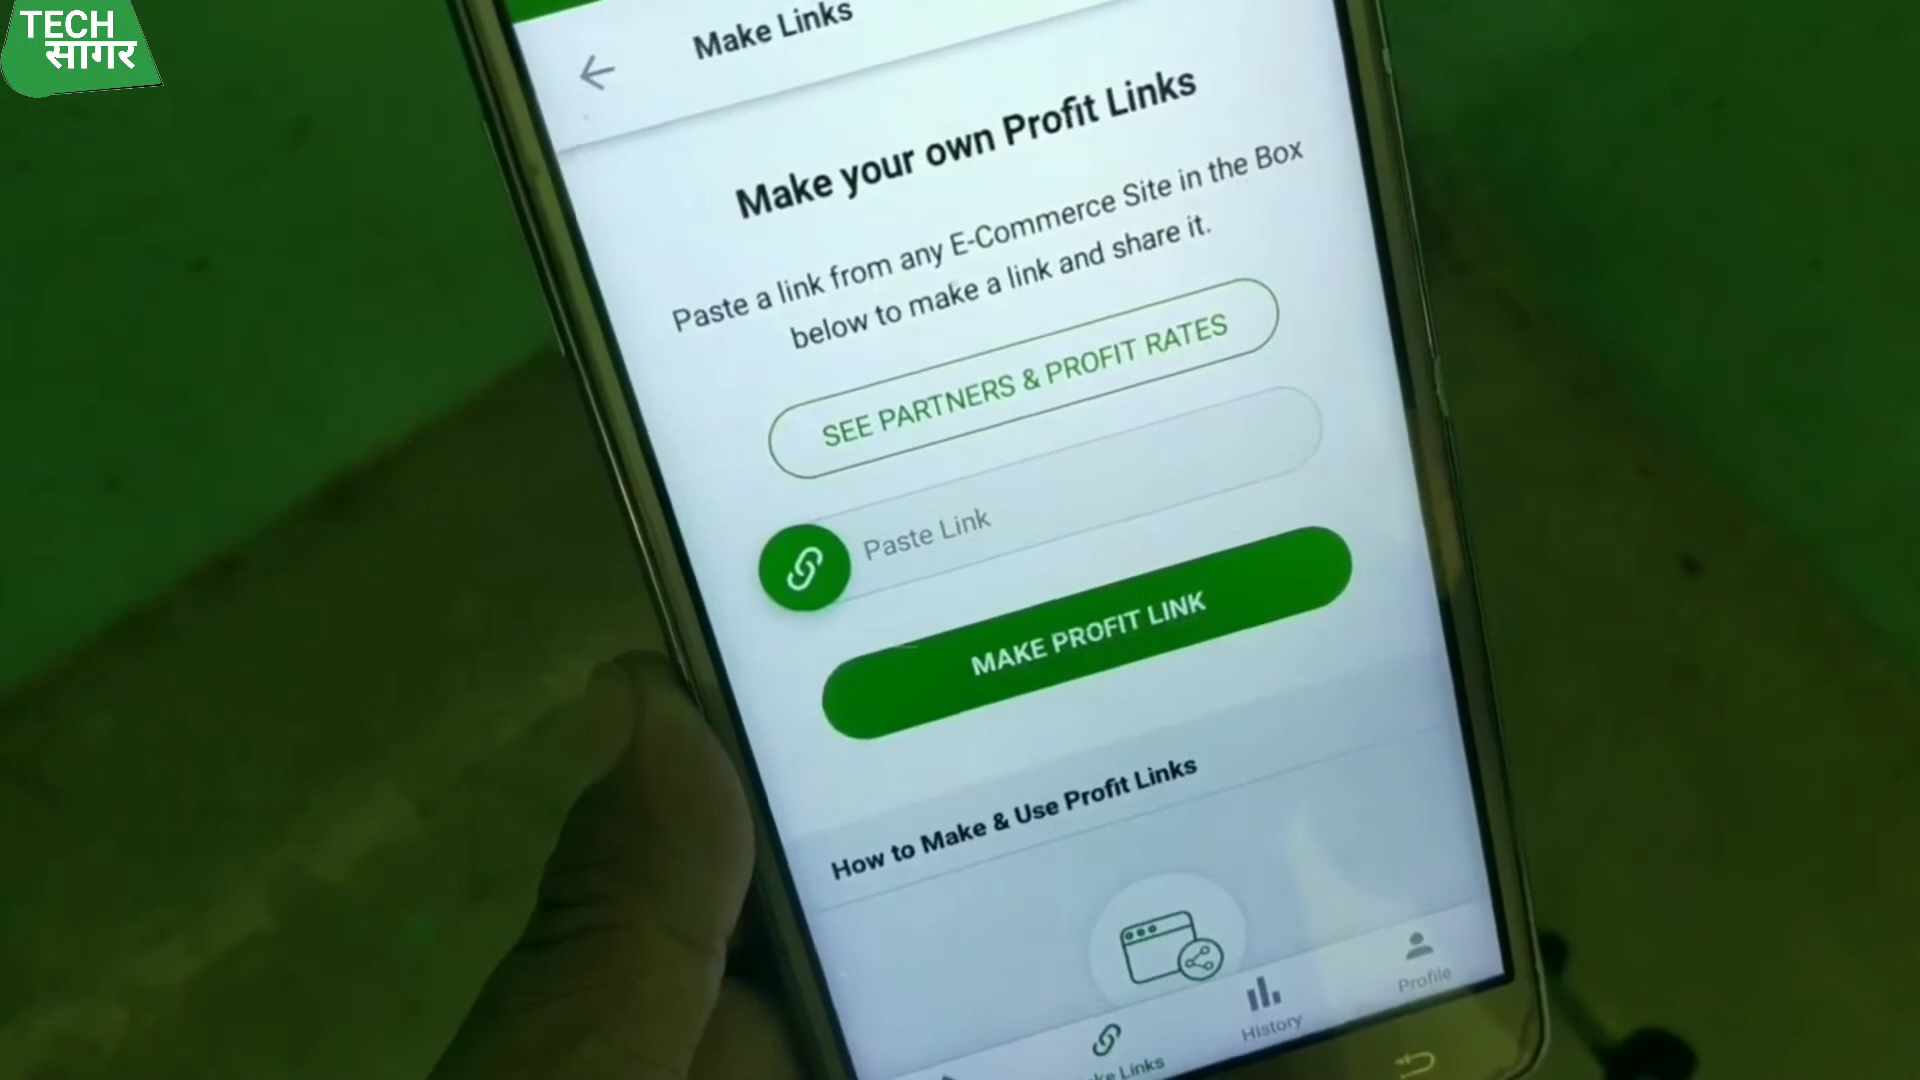 TECH
सागर
Make Links
Make your own Profit Links
Paste a link from any E-Commerce Site in the Box
below to make a link and share it.
SEE PARTNERS & PROFIT RATES
Paste Link
MAKE PROFIT LINK
How to Make & Use Profit Links
Links
History
Profile